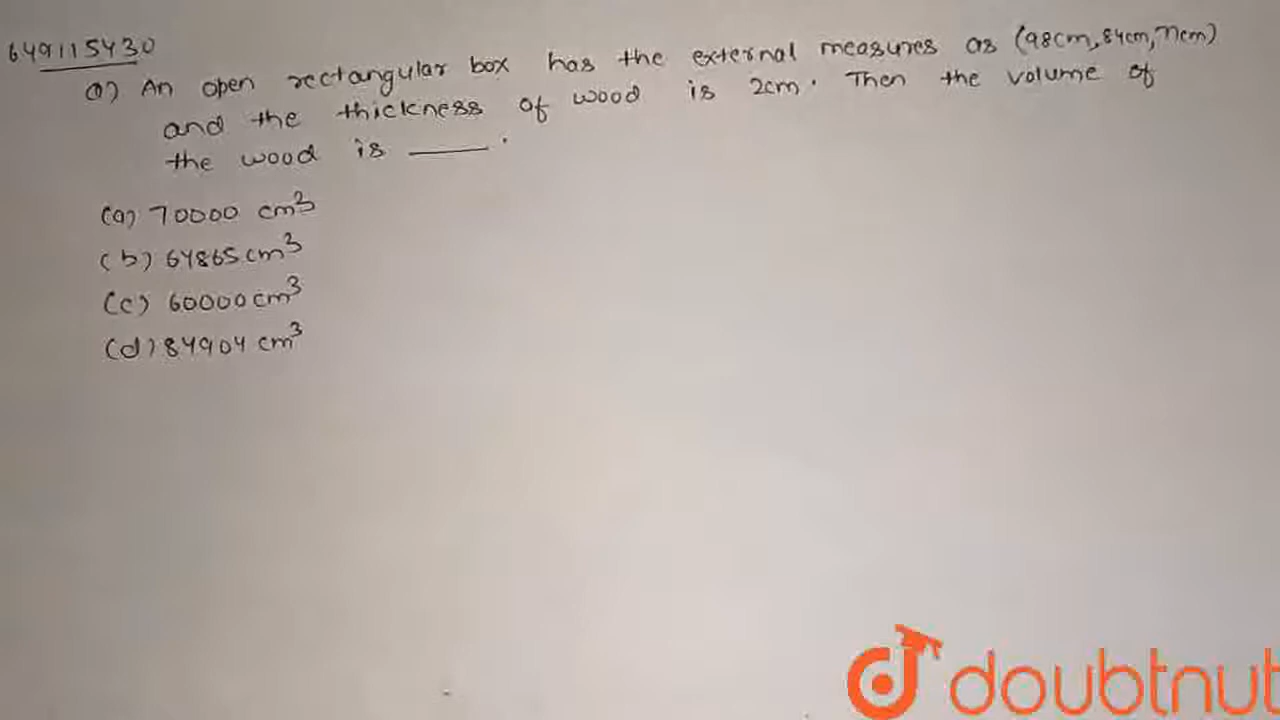 649115430
a) An open rectangular box has the external measures as (98cm, 84cm, 77cm)
and the thickness of wood is 2cm. Then the volume of
the wood is ____.
(a) 70000 cm³
(b) 64865 cm³
(c) 60000 cm³
(d) 84904 cm³
doubtnut